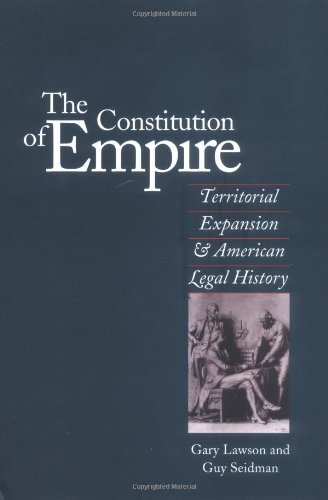 The Constitution
of Empire
Territorial
Expansion
& American
Legal History
Gary Lawson and
Guy Seidman